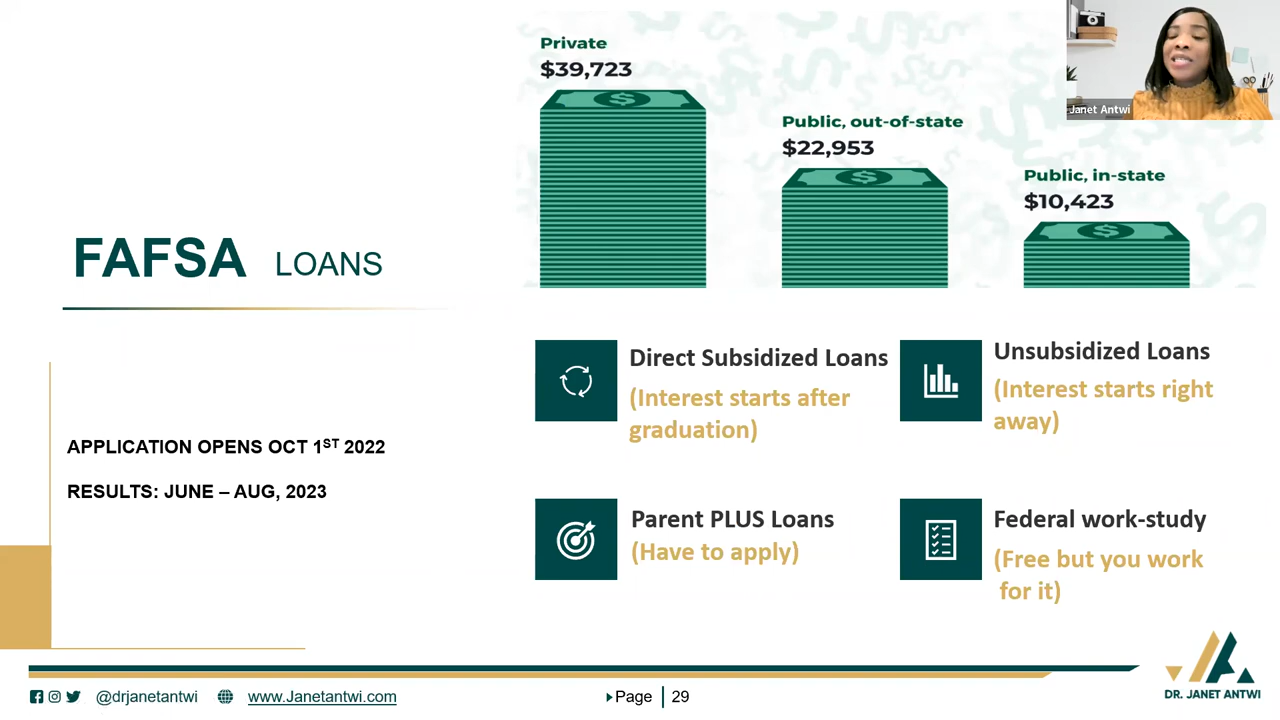 Private
$39,723
Public, out-of-state
$22,953
Public, in-state
$10,423
Janet Antwi
FAFSA LOANS
APPLICATION OPENS OCT 1ST 2022
RESULTS: JUNE – AUG, 2023
Direct Subsidized Loans
(Interest starts after
graduation)
Unsubsidized Loans
(Interest starts right
away)
Parent PLUS Loans
(Have to apply)
Federal work-study
(Free but you work
for it)
@drjanetantwi
www.Janetantwi.com
Page | 29
DR. JANET ANTWI